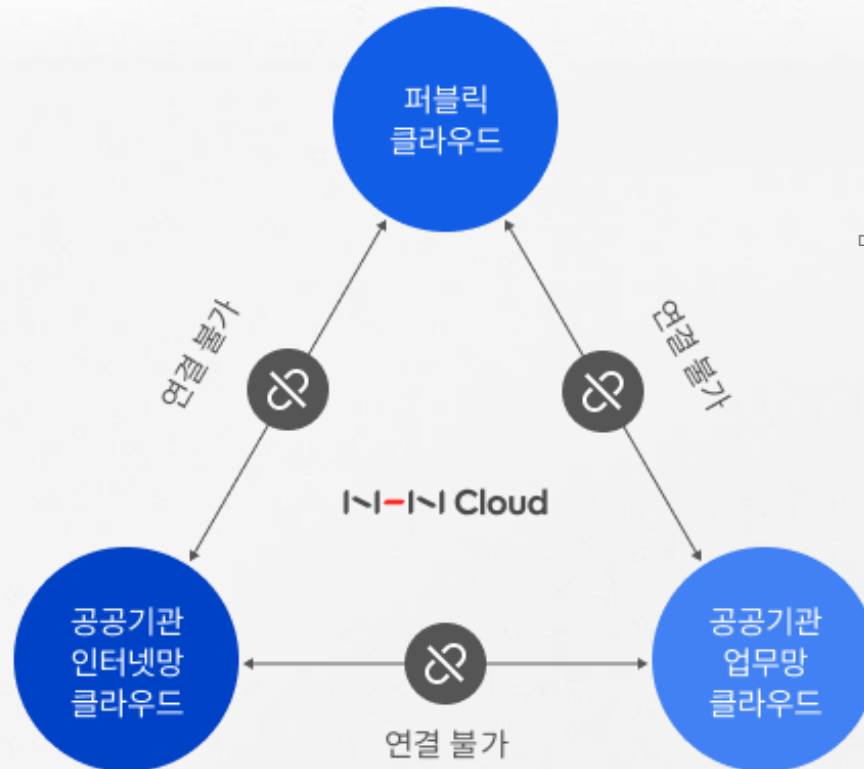 퍼블릭
클라우드
연결 불가
연결 불가
NHN Cloud
공공기관
인터넷망
클라우드
공공기관
업무망
클라우드
연결 불가